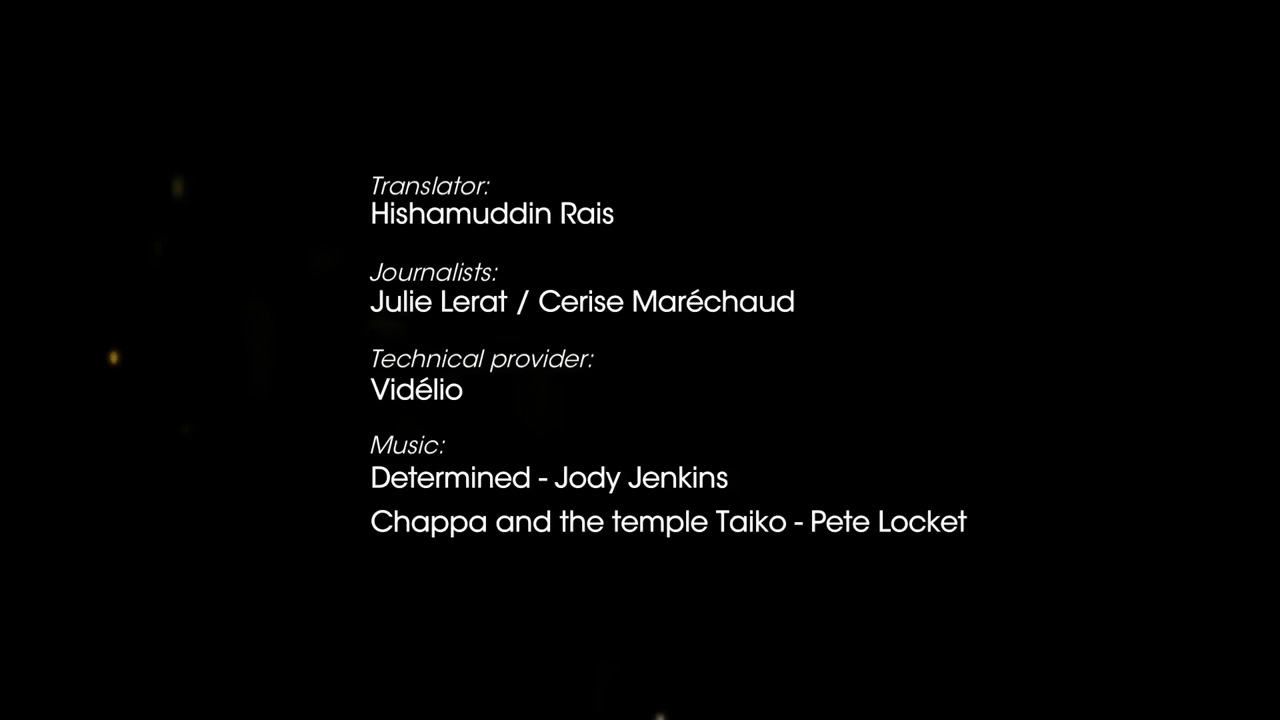 Translator:
Hishamuddin Rais
Journalists:
Julie Lerat / Cerise Maréchaud
Technical provider:
Vidélio
Music:
Determined - Jody Jenkins
Chappa and the temple Taiko - Pete Locket